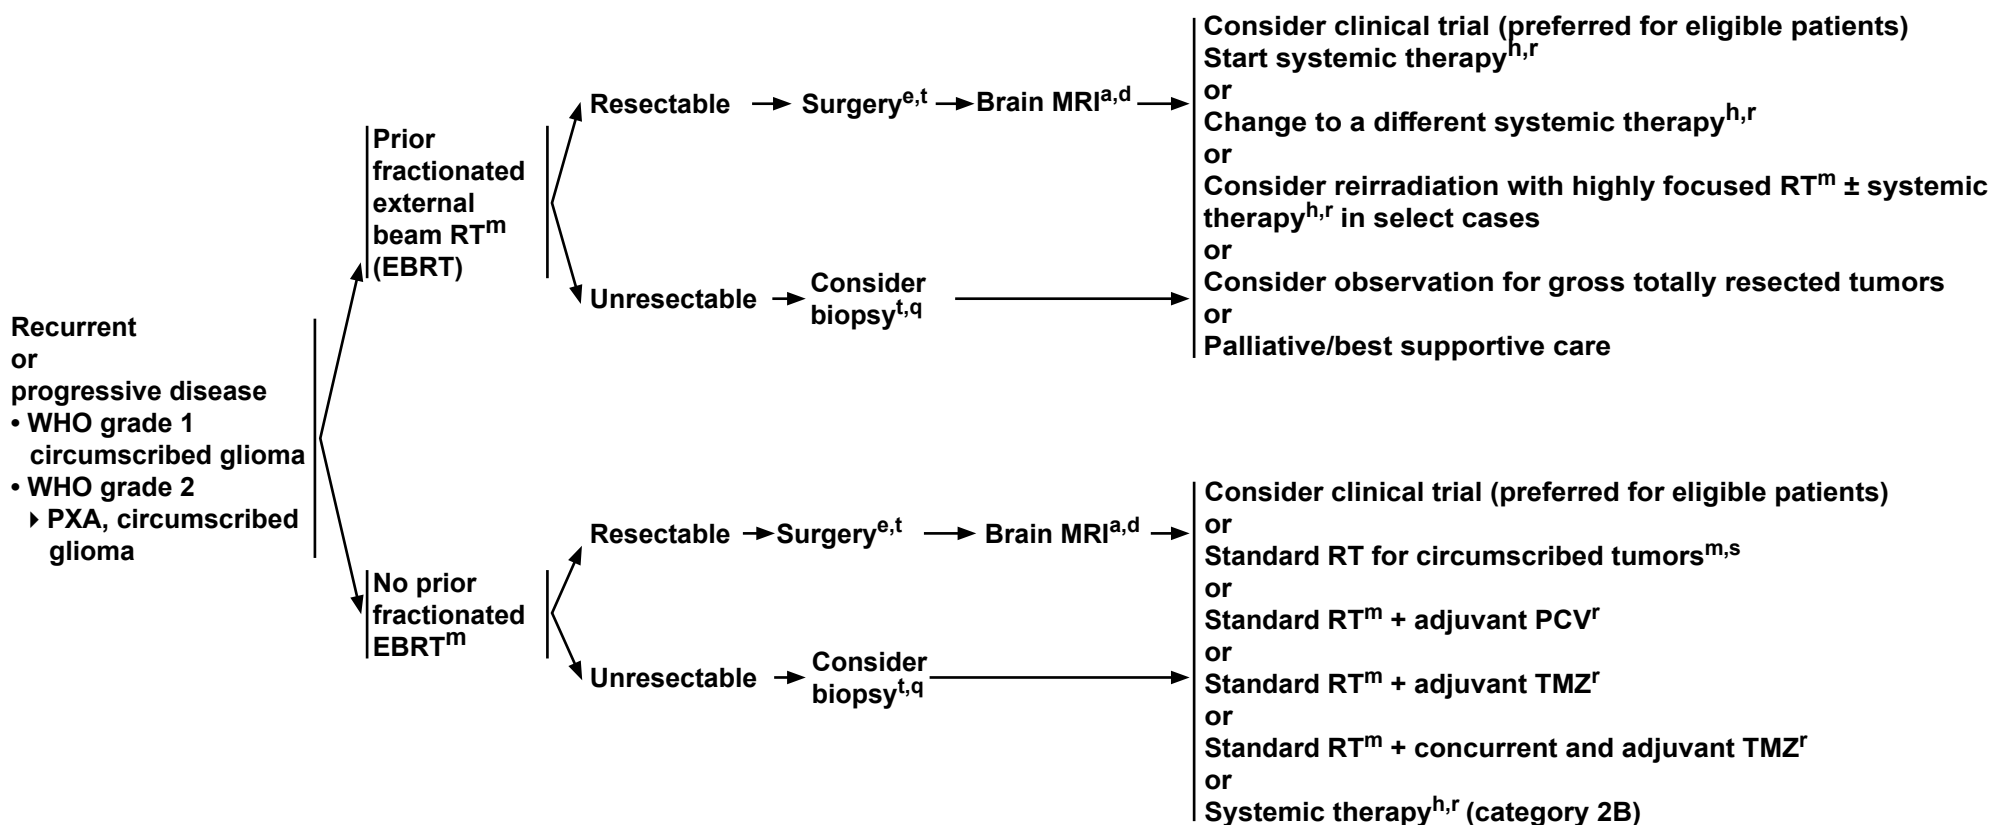 Recurrent
or
progressive disease
• WHO grade 1
circumscribed glioma
• WHO grade 2
‣ PXA, circumscribed
glioma
Prior
fractionated
external
beam RTᵐ
(EBRT)
Resectable
Surgeryᵉ,ᵗ
Brain MRIᵃ,ᵈ
Unresectable
Consider
biopsyᵗ,q
Consider clinical trial (preferred for eligible patients)
Start systemic therapyʰ,ʳ
or
Change to a different systemic therapyʰ,ʳ
or
Consider reirradiation with highly focused RTᵐ ± systemic
therapyʰ,ʳ in select cases
or
Consider observation for gross totally resected tumors
or
Palliative/best supportive care
No prior
fractionated
EBRTᵐ
Resectable
Surgeryᵉ,ᵗ
Brain MRIᵃ,ᵈ
Unresectable
Consider
biopsyᵗ,q
Consider clinical trial (preferred for eligible patients)
or
Standard RT for circumscribed tumorsᵐ,ˢ
or
Standard RTᵐ + adjuvant PCVʳ
or
Standard RTᵐ + adjuvant TMZʳ
or
Standard RTᵐ + concurrent and adjuvant TMZʳ
or
Systemic therapyʰ,ʳ (category 2B)